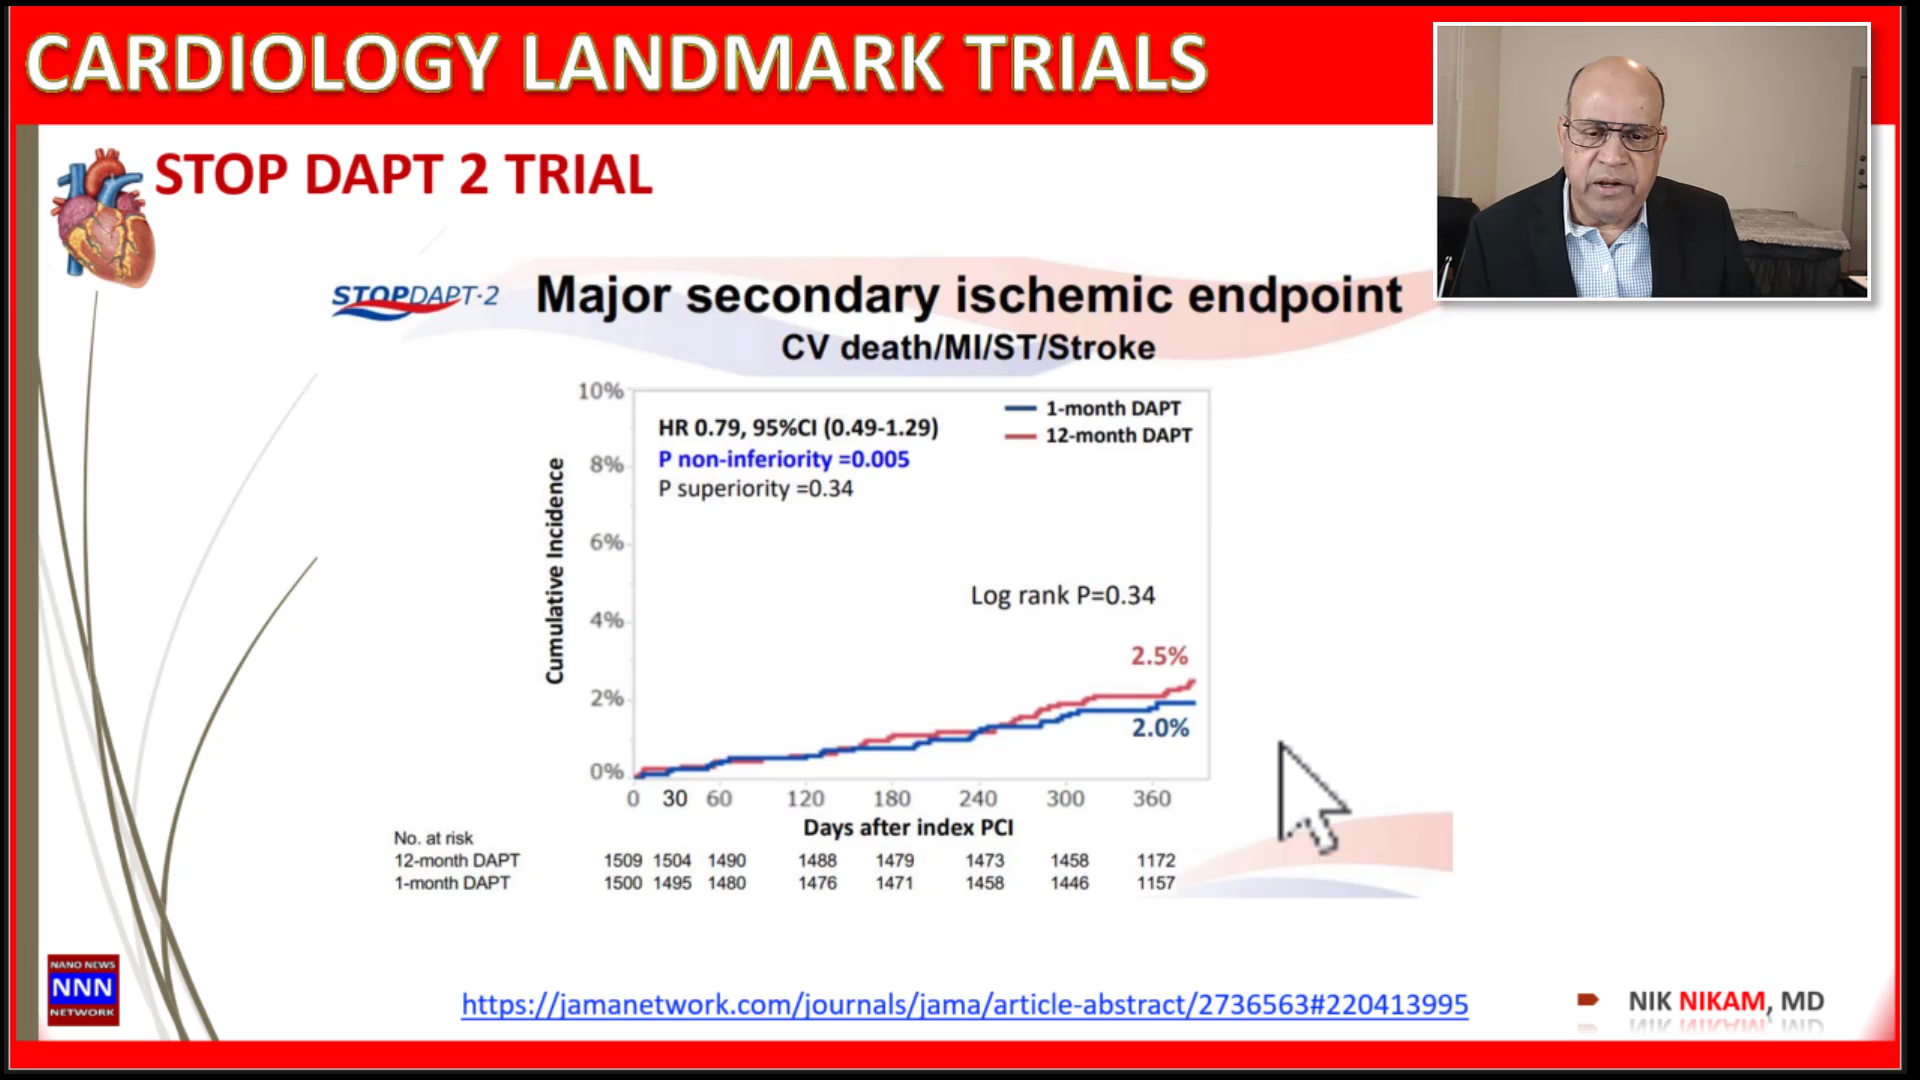 CARDIOLOGY LANDMARK TRIALS
STOP DAPT 2 TRIAL
STOPDAPT-2
Major secondary ischemic endpoint
CV death/MI/ST/Stroke
10%
8%
6%
4%
2%
0%
Cumulative Incidence
HR 0.79, 95%CI (0.49-1.29)
P non-inferiority =0.005
P superiority =0.34
1-month DAPT
12-month DAPT
Log rank P=0.34
2.5%
2.0%
0 30 60 120 180 240 300 360
Days after index PCI
No. at risk
12-month DAPT 1509 1504 1490 1488 1479 1473 1458 1172
1-month DAPT 1500 1495 1480 1476 1471 1458 1446 1157
NANO NEWS
NNN
NETWORK
https://jamanetwork.com/journals/jama/article-abstract/2736563#220413995
NIK NIKAM, MD